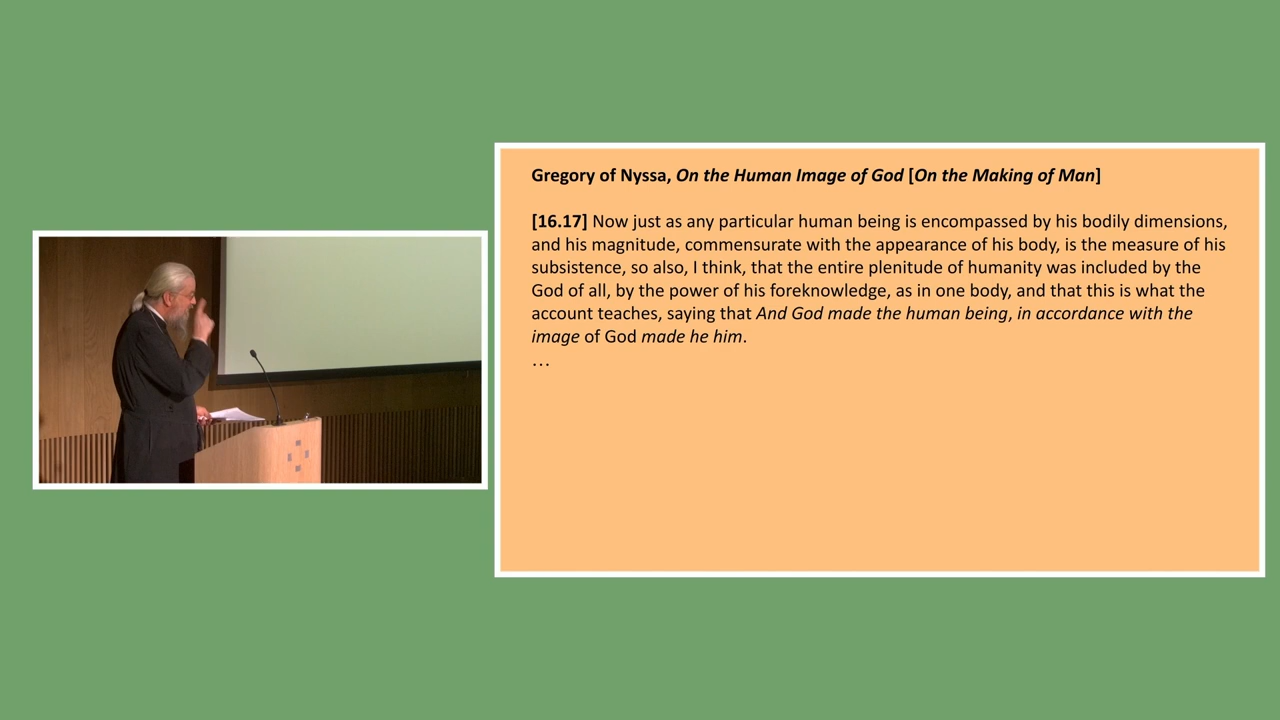 Gregory of Nyssa, On the Human Image of God [On the Making of Man]
[16.17] Now just as any particular human being is encompassed by his bodily dimensions,
and his magnitude, commensurate with the appearance of his body, is the measure of his
subsistence, so also, I think, that the entire plenitude of humanity was included by the
God of all, by the power of his foreknowledge, as in one body, and that this is what the
account teaches, saying that And God made the human being, in accordance with the
image of God made he him.
…